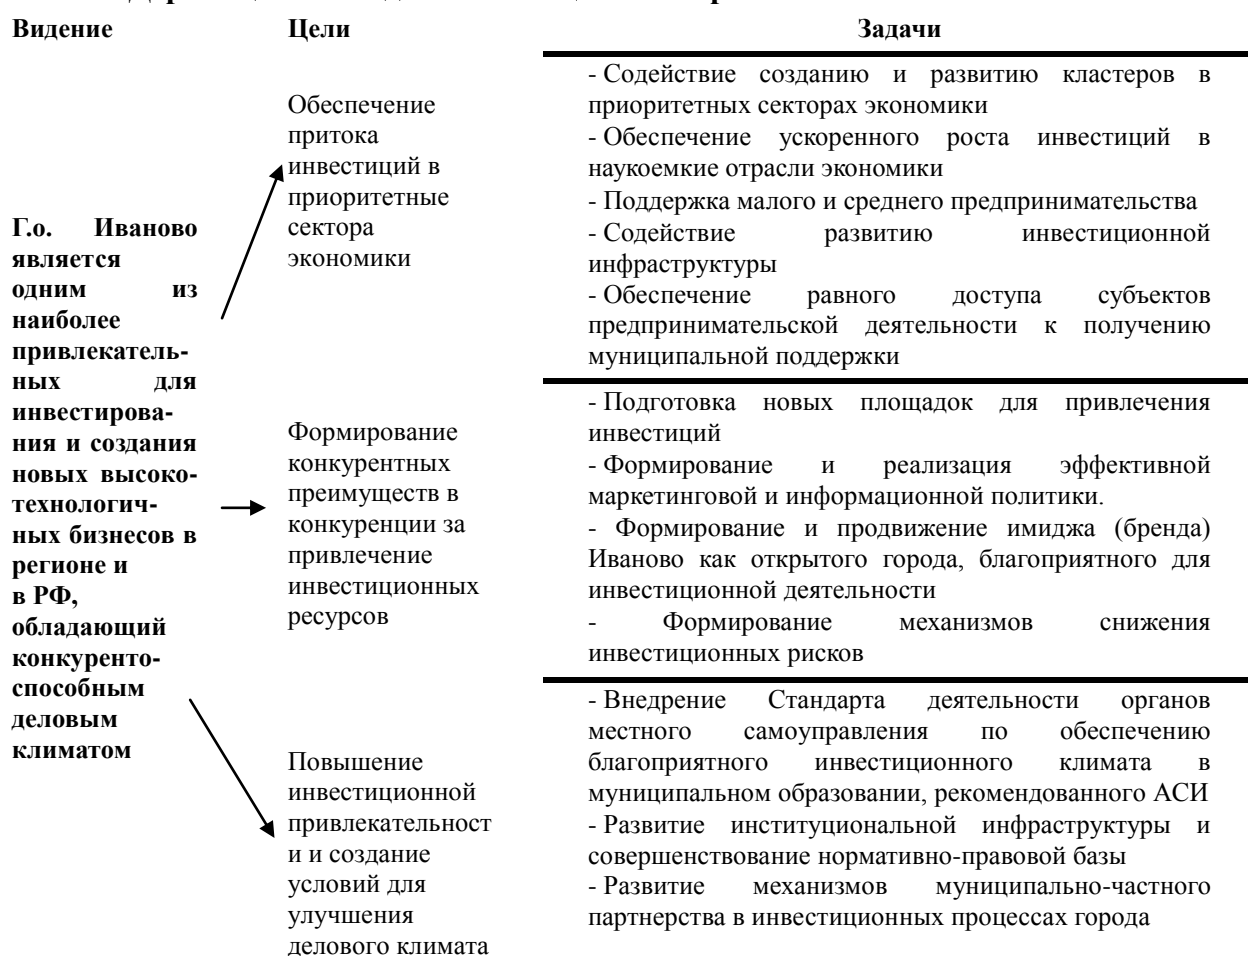 Видение
Цели
Задачи
Г.о. Иваново
является
одним из
наиболее
привлекатель-
ных для
инвестирова-
ния и создания
новых высоко-
технологич-
ных бизнесов в
регионе и
в РФ,
обладающий
конкуренто-
способным
деловым
климатом
Обеспечение
притока
инвестиций в
приоритетные
сектора
экономики
- Содействие созданию и развитию кластеров в
приоритетных секторах экономики
- Обеспечение ускоренного роста инвестиций в
наукоемкие отрасли экономики
- Поддержка малого и среднего предпринимательства
- Содействие развитию инвестиционной
инфраструктуры
- Обеспечение равного доступа субъектов
предпринимательской деятельности к получению
муниципальной поддержки
Формирование
конкурентных
преимуществ в
конкуренции за
привлечение
инвестиционных
ресурсов
- Подготовка новых площадок для привлечения
инвестиций
- Формирование и реализация эффективной
маркетинговой и информационной политики.
- Формирование и продвижение имиджа (бренда)
Иваново как открытого города, благоприятного для
инвестиционной деятельности
- Формирование механизмов снижения
инвестиционных рисков
Повышение
инвестиционной
привлекательност
и и создание
условий для
улучшения
делового климата
- Внедрение Стандарта деятельности органов
местного самоуправления по обеспечению
благоприятного инвестиционного климата в
муниципальном образовании, рекомендованного АСИ
- Развитие институциональной инфраструктуры и
совершенствование нормативно-правовой базы
- Развитие механизмов муниципально-частного
партнерства в инвестиционных процессах города